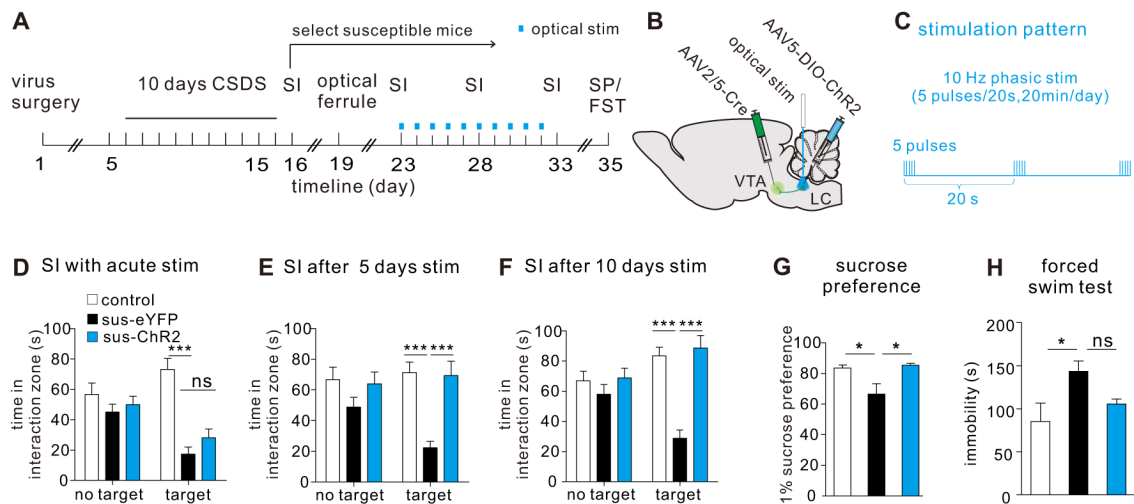 A
select susceptible mice
optical stim
virus
surgery
10 days CSDS
SI
optical
ferrule
SI
SI
SI
SP/
FST
1
5
15
16
19
23
29
33
35
timeline (day)
B
AAV2/5-Cre
optical stim
AAV5-DIO-ChR2
VTA
LC
C
stimulation pattern
10 Hz phasic stim
(5 pulses/20s,20min/day)
5 pulses
20 s
D
SI with acute stim
control
sus-eYFP
sus-ChR2
time in
interaction zone (s)
100
80
60
40
20
0
***
ns
no target
target
E
SI after 5 days stim
time in
interaction zone (s)
100
80
60
40
20
0
***
***
no target
target
F
SI after 10 days stim
time in
interaction zone (s)
100
80
60
40
20
0
***
***
no target
target
G
sucrose
preference
1% sucrose preference
100
80
60
40
20
0
*
*
H
forced
swim test
immobility (s)
200
150
100
50
0
*
ns